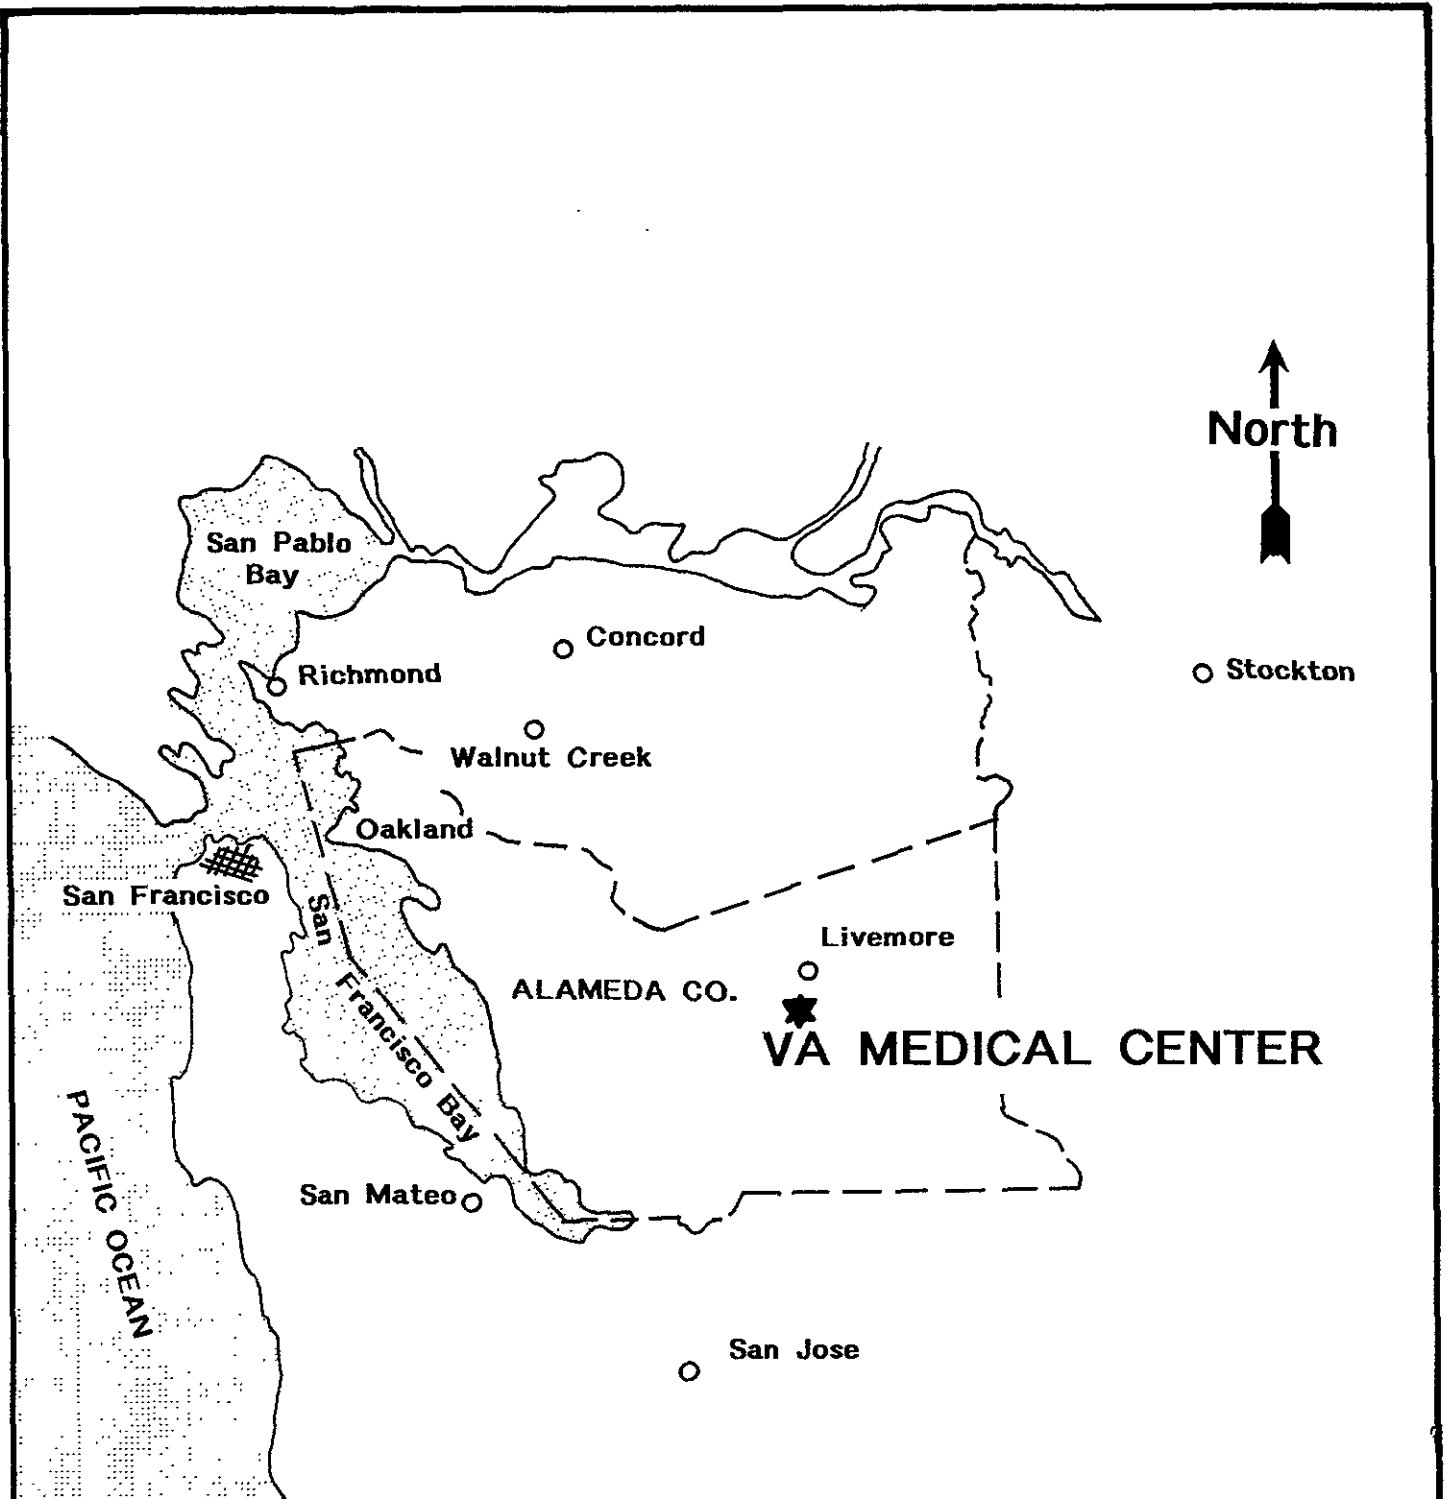 North
San Pablo
Bay
Concord
Richmond
Stockton
Walnut Creek
Oakland
San Francisco
San
Francisco Bay
Livemore
ALAMEDA CO.
VA MEDICAL CENTER
PACIFIC OCEAN
San Mateo
San Jose